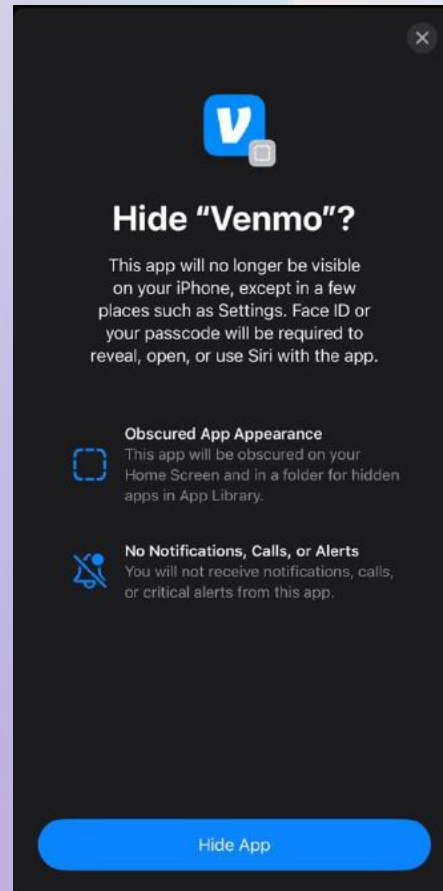 Hide “Venmo”?
This app will no longer be visible
on your iPhone, except in a few
places such as Settings. Face ID or
your passcode will be required to
reveal, open, or use Siri with the app.
Obscured App Appearance
This app will be obscured on your
Home Screen and in a folder for hidden
apps in App Library.
No Notifications, Calls, or Alerts
You will not receive notifications, calls,
or critical alerts from this app.
Hide App